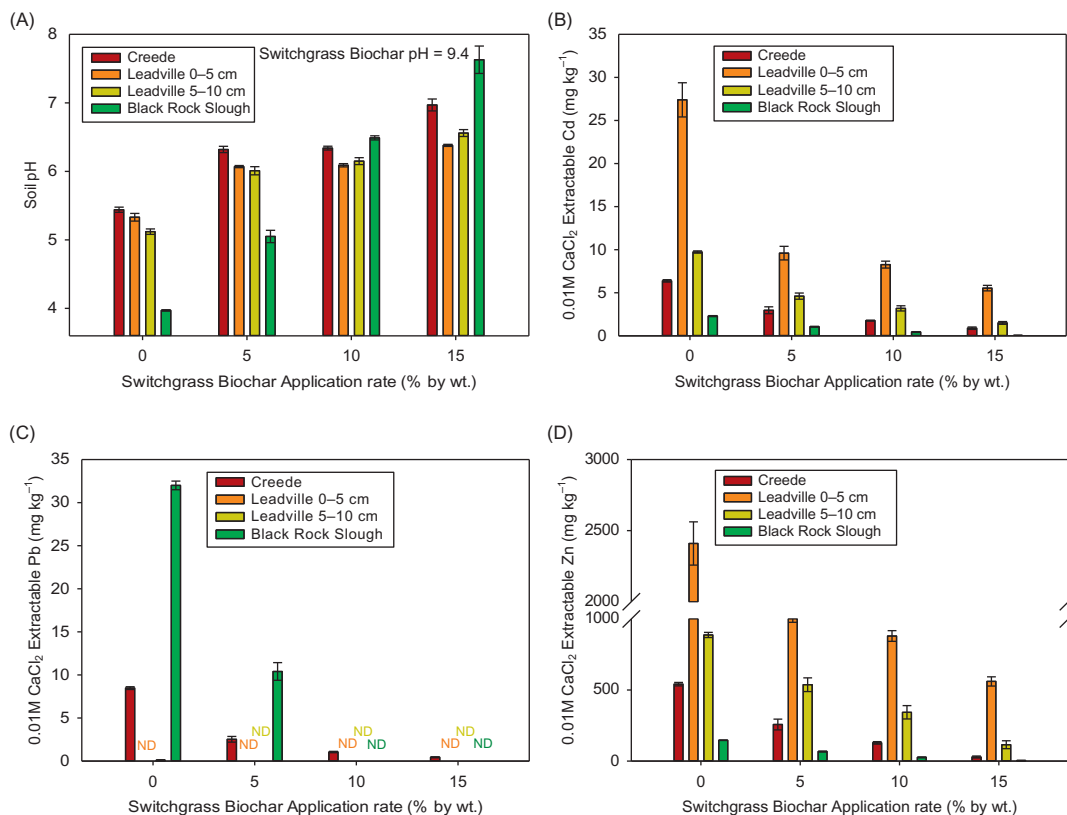 (A)
8
7
6
5
4
Soil pH
Creede
Leadville 0–5 cm
Leadville 5–10 cm
Black Rock Slough
Switchgrass Biochar pH = 9.4
0 5 10 15
Switchgrass Biochar Application rate (% by wt.)
(B)
35
30
25
20
15
10
5
0
0.01M CaCl₂ Extractable Cd (mg kg⁻¹)
Creede
Leadville 0–5 cm
Leadville 5–10 cm
Black Rock Slough
0 5 10 15
Switchgrass Biochar Application rate (% by wt.)
(C)
35
30
25
20
15
10
5
0
0.01M CaCl₂ Extractable Pb (mg kg⁻¹)
Creede
Leadville 0–5 cm
Leadville 5–10 cm
Black Rock Slough
ND ND ND
ND ND ND ND ND
0 5 10 15
Switchgrass Biochar Application rate (% by wt.)
(D)
3000
2500
2000
1000
500
0
0.01M CaCl₂ Extractable Zn (mg kg⁻¹)
Creede
Leadville 0–5 cm
Leadville 5–10 cm
Black Rock Slough
0 5 10 15
Switchgrass Biochar Application rate (% by wt.)